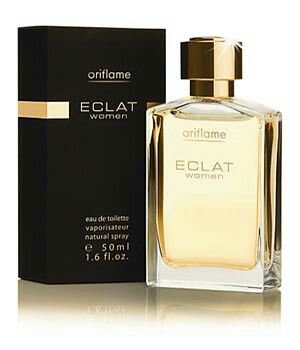 oriflame
ECLAT
women
eau de toilette
vaporisateur
natural spray
℮ 50ml
1.6 fl.oz.
oriflame
ECLAT
women